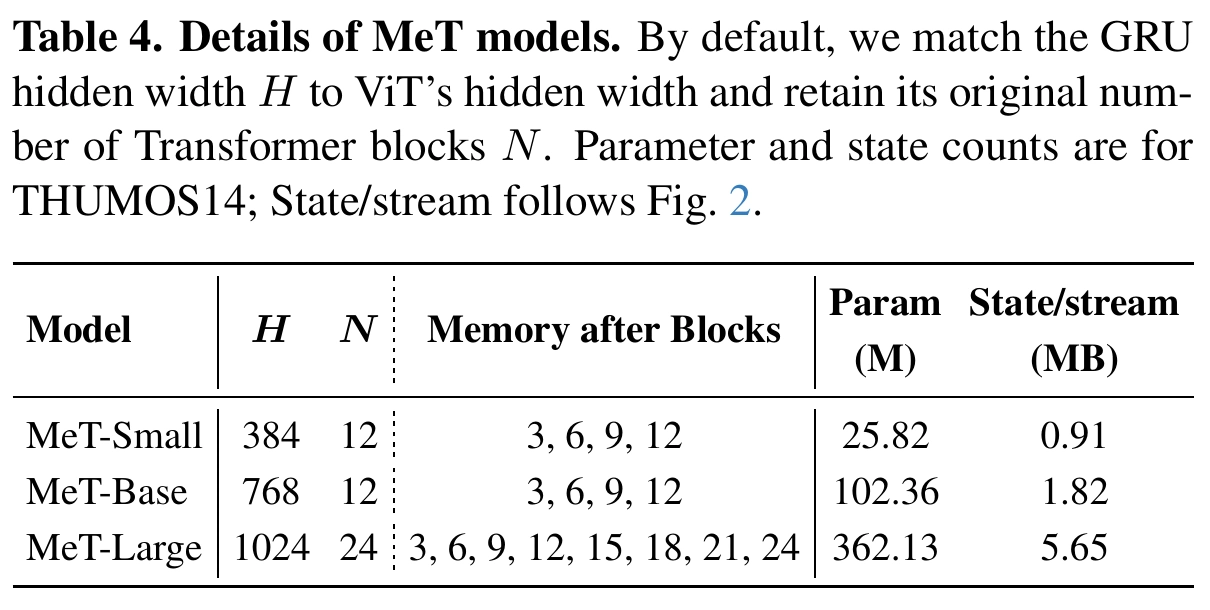 Table 4. Details of MeT models. By default, we match the GRU
hidden width H to ViT's hidden width and retain its original num-
ber of Transformer blocks N. Parameter and state counts are for
THUMOS14; State/stream follows Fig. 2.
Model H N Memory after Blocks Param (M) State/stream (MB)
MeT-Small 384 12 3, 6, 9, 12 25.82 0.91
MeT-Base 768 12 3, 6, 9, 12 102.36 1.82
MeT-Large 1024 24 3, 6, 9, 12, 15, 18, 21, 24 362.13 5.65